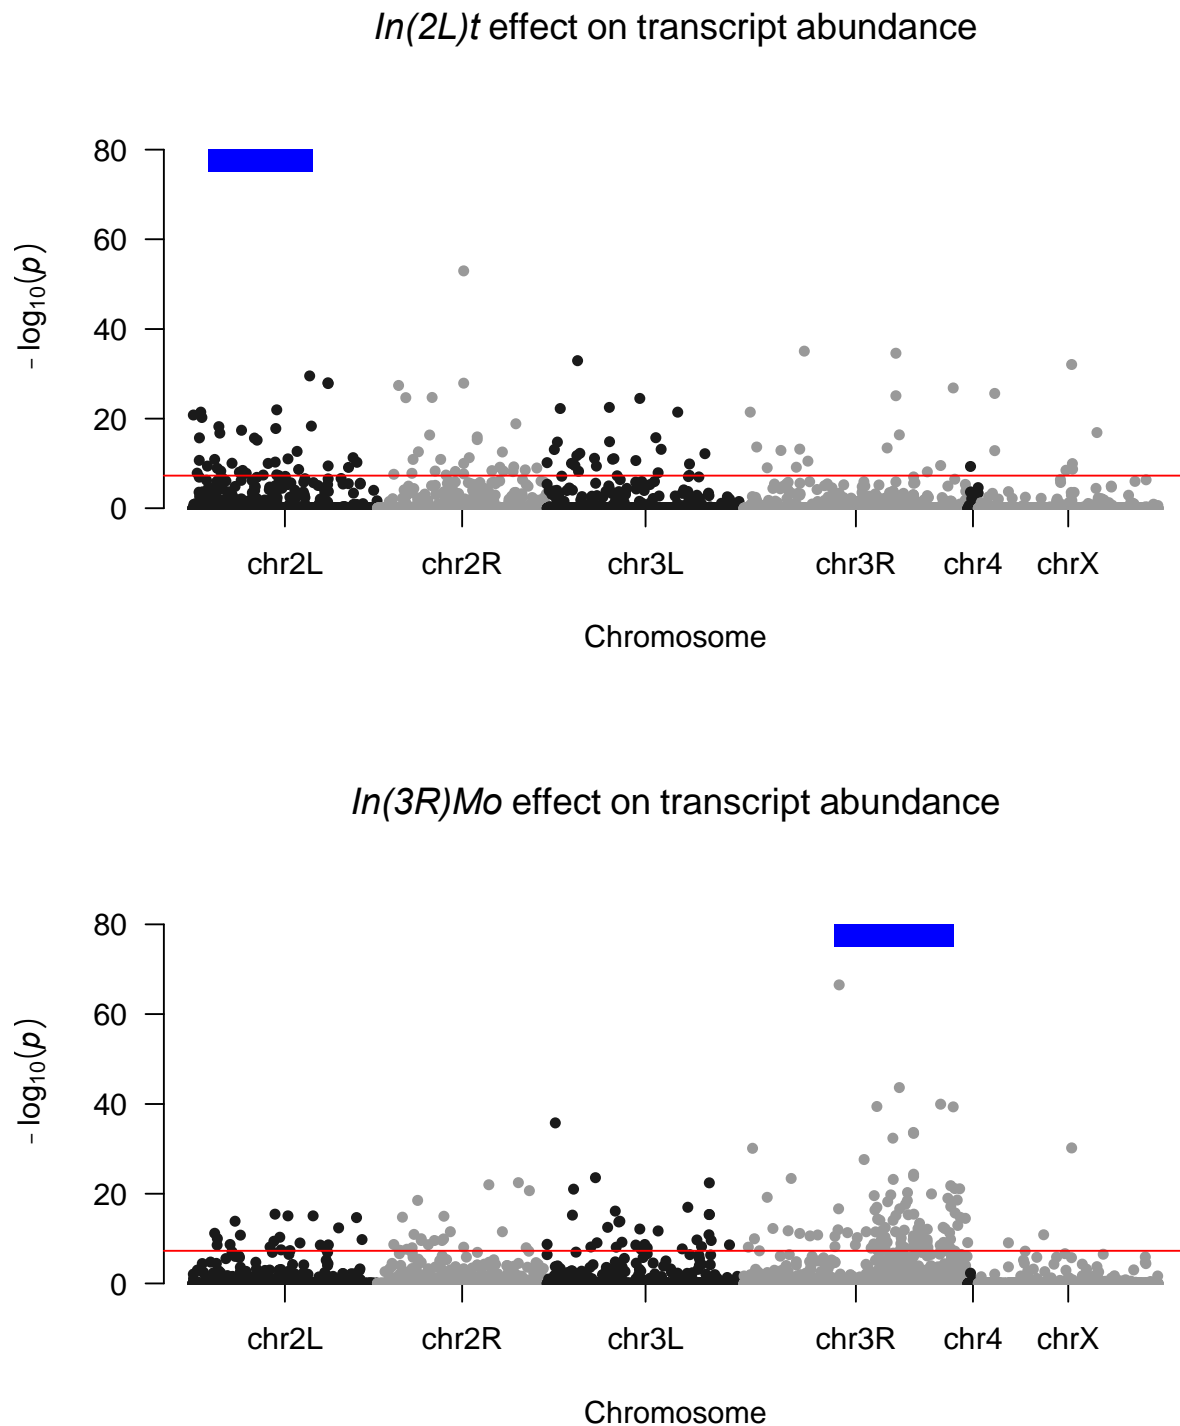 In(2L)t effect on transcript abundance
80
60
40
20
0
− log10(p)
chr2L chr2R chr3L chr3R chr4 chrX
Chromosome
In(3R)Mo effect on transcript abundance
80
60
40
20
0
− log10(p)
chr2L chr2R chr3L chr3R chr4 chrX
Chromosome